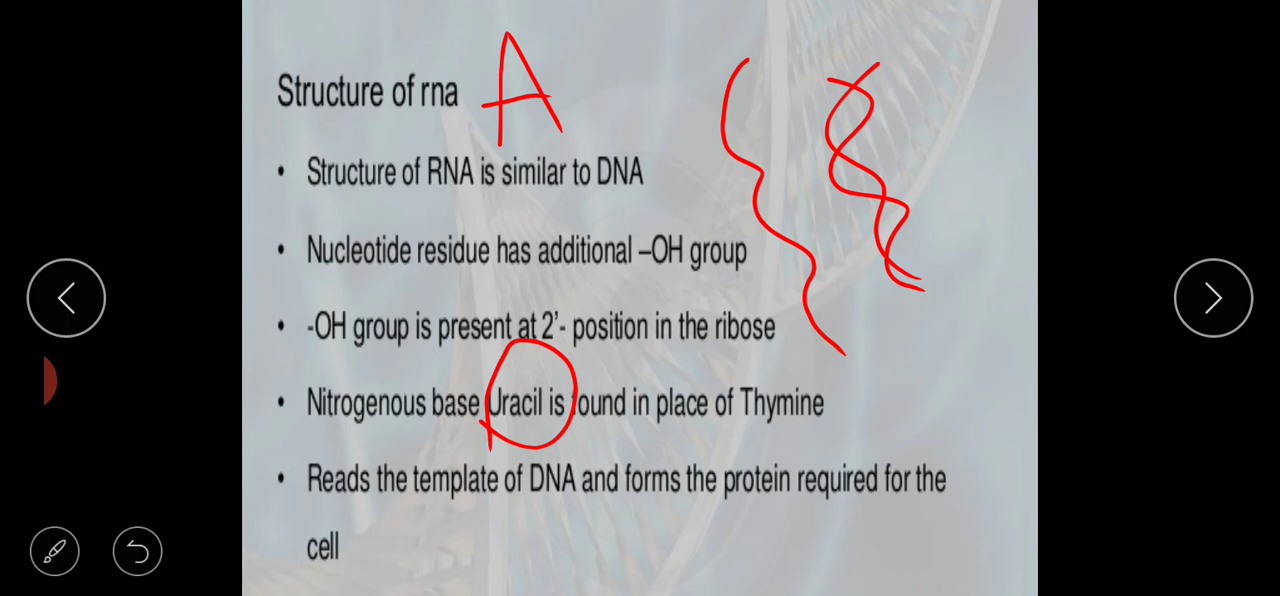 Structure of rna A
• Structure of RNA is similar to DNA
• Nucleotide residue has additional –OH group
• -OH group is present at 2’- position in the ribose
• Nitrogenous base Uracil is found in place of Thymine
• Reads the template of DNA and forms the protein required for the
cell